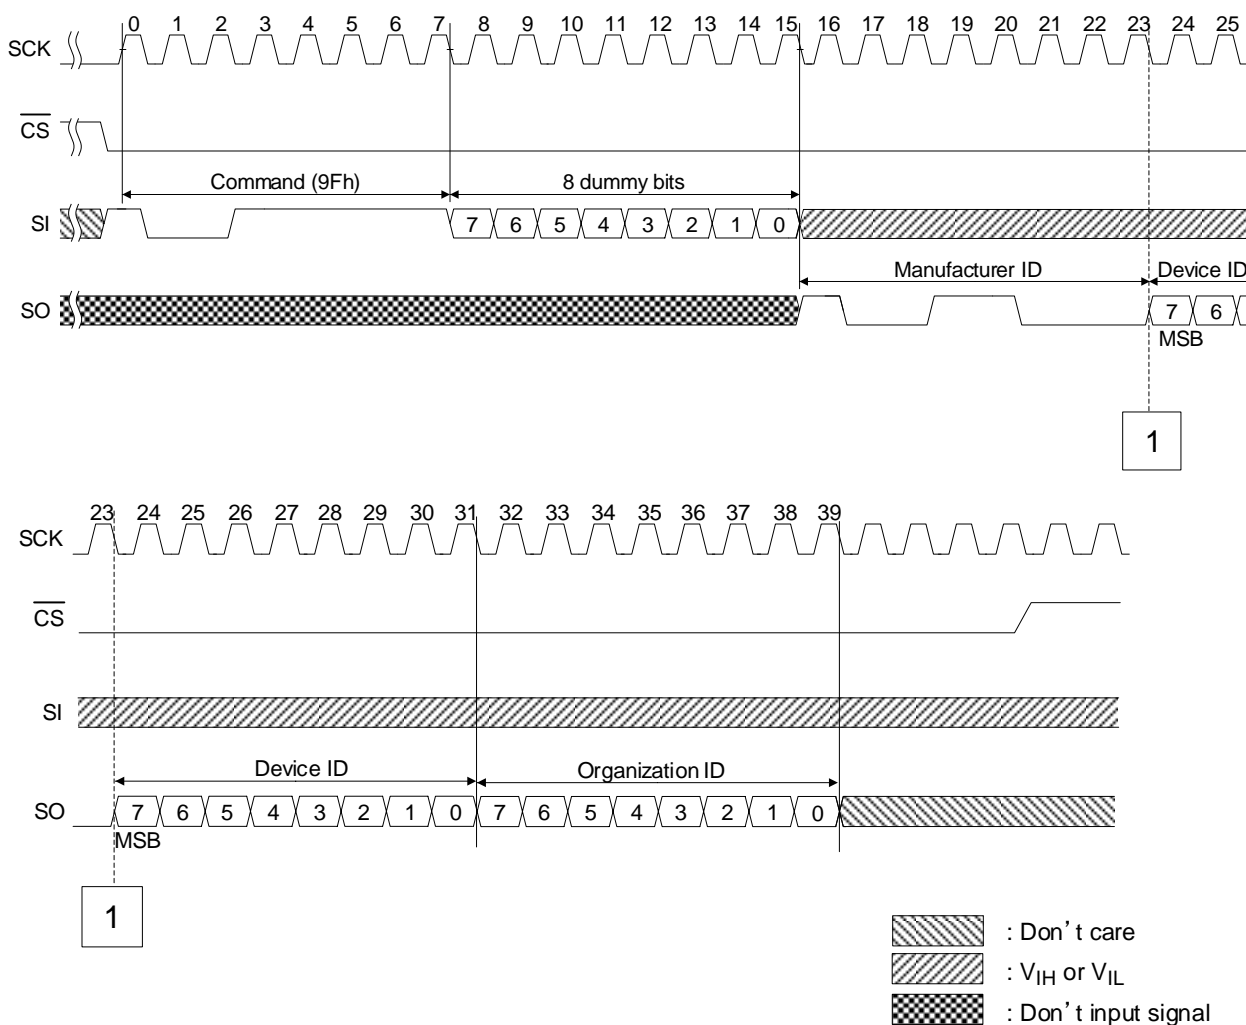 0 1 2 3 4 5 6 7 8 9 10 11 12 13 14 15 16 17 18 19 20 21 22 23 24 25
SCK
CS
Command (9Fh) 8 dummy bits
SI 7 6 5 4 3 2 1 0
Manufacturer ID Device ID
SO 7 6
MSB
1
23 24 25 26 27 28 29 30 31 32 33 34 35 36 37 38 39
SCK
CS
SI
Device ID Organization ID
SO 7 6 5 4 3 2 1 0 7 6 5 4 3 2 1 0
MSB
1
: Don't care
: VIH or VIL
: Don't input signal